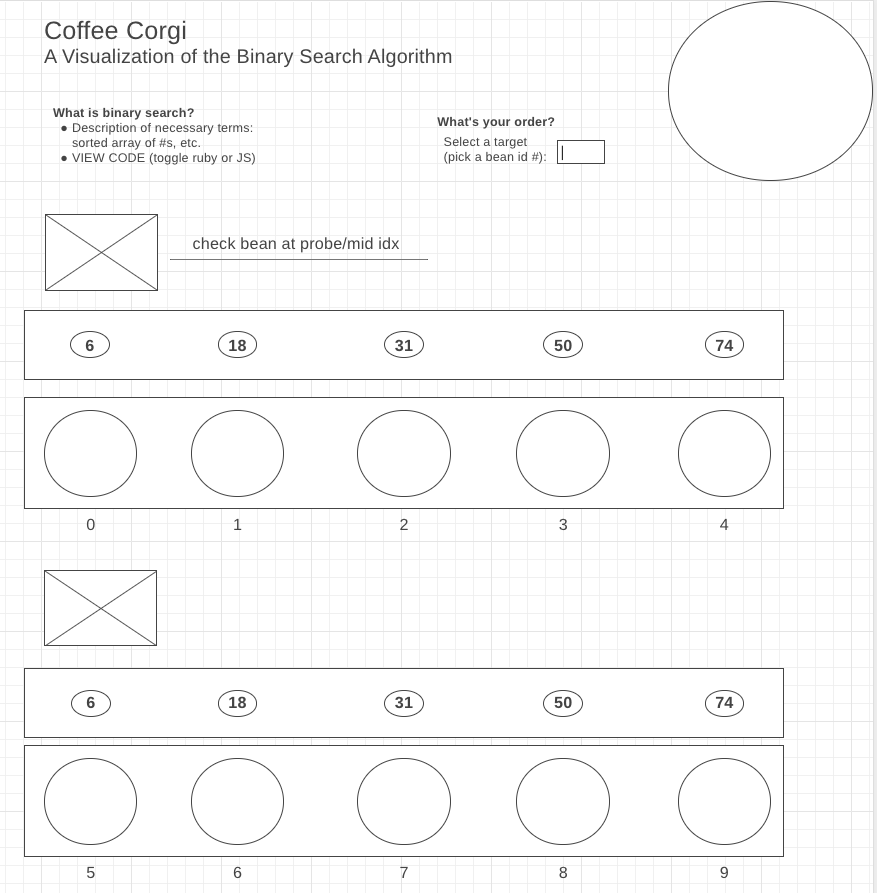 Coffee Corgi
A Visualization of the Binary Search Algorithm
What is binary search?
● Description of necessary terms:
sorted array of #s, etc.
● VIEW CODE (toggle ruby or JS)
What's your order?
Select a target
(pick a bean id #):
check bean at probe/mid idx
6 18 31 50 74
0 1 2 3 4
6 18 31 50 74
5 6 7 8 9